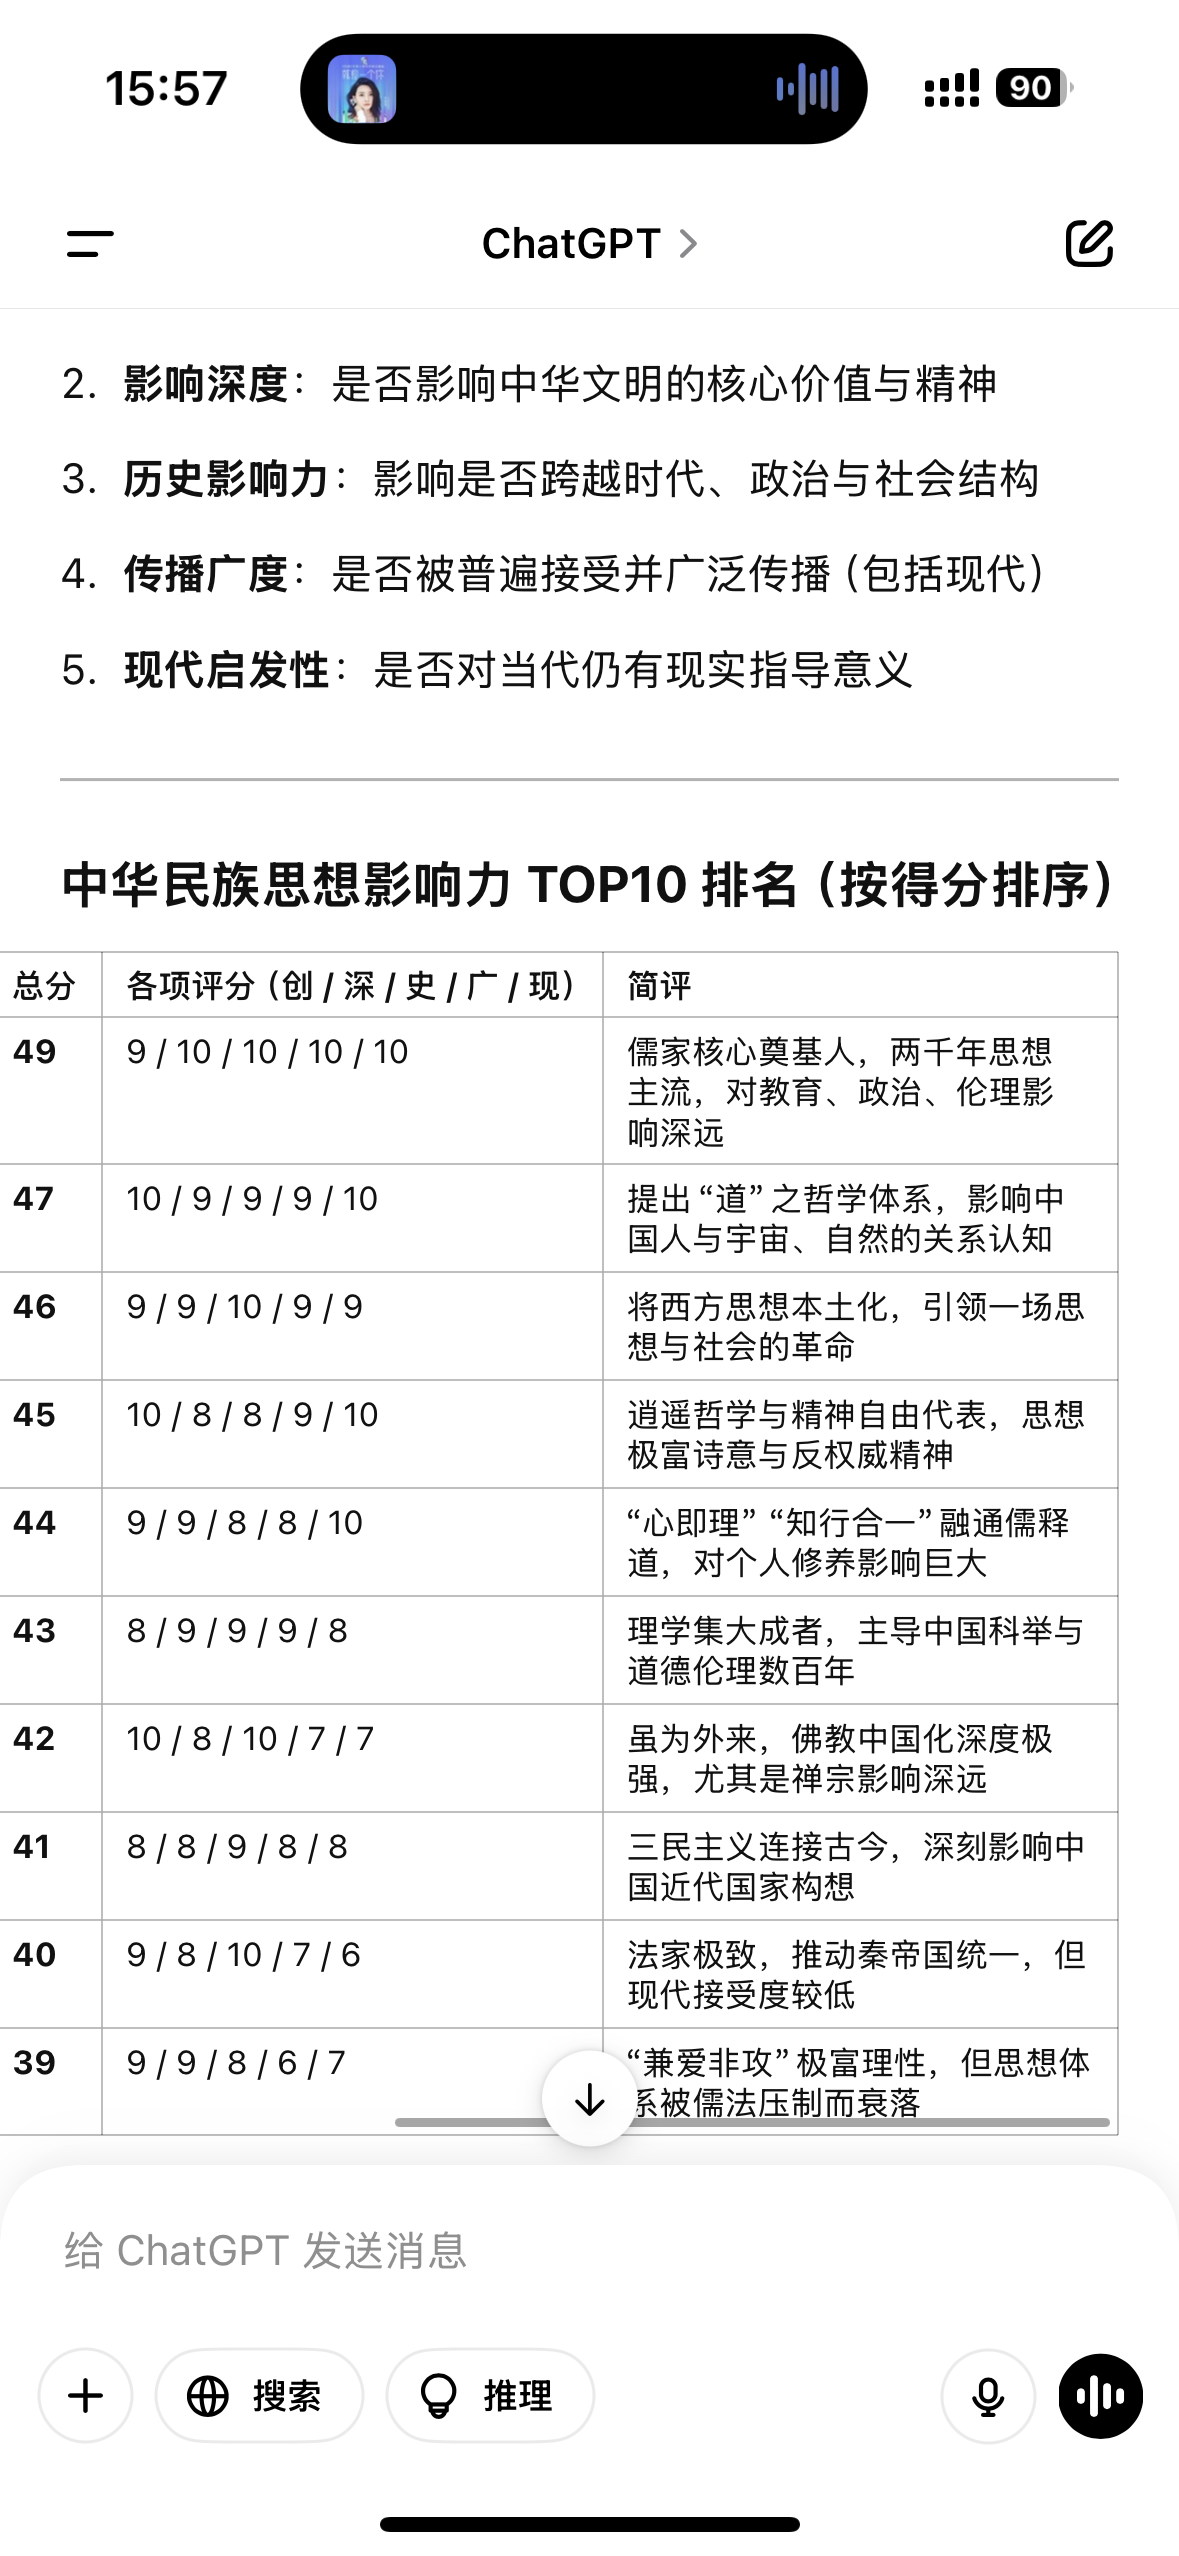 15:57
90
ChatGPT
2. 影响深度：是否影响中华文明的核心价值与精神
3. 历史影响力：影响是否跨越时代、政治与社会结构
4. 传播广度：是否被普遍接受并广泛传播（包括现代）
5. 现代启发性：是否对当代仍有现实指导意义
中华民族思想影响力 TOP10 排名（按得分排序）
总分 各项评分（创 / 深 / 史 / 广 / 现） 简评
49 9 / 10 / 10 / 10 / 10 儒家核心奠基人，两千年思想
主流，对教育、政治、伦理影
响深远
47 10 / 9 / 9 / 9 / 10 提出“道”之哲学体系，影响中
国人与宇宙、自然的关系认知
46 9 / 9 / 10 / 9 / 9 将西方思想本土化，引领一场思
想与社会的革命
45 10 / 8 / 8 / 9 / 10 逍遥哲学与精神自由代表，思想
极富诗意与反权威精神
44 9 / 9 / 8 / 8 / 10 “心即理”“知行合一”融通儒释
道，对个人修养影响巨大
43 8 / 9 / 9 / 9 / 8 理学集大成者，主导中国科举与
道德伦理数百年
42 10 / 8 / 10 / 7 / 7 虽为外来，佛教中国化深度极
强，尤其是禅宗影响深远
41 8 / 8 / 9 / 8 / 8 三民主义连接古今，深刻影响中
国近代国家构想
40 9 / 8 / 10 / 7 / 6 法家极致，推动秦帝国统一，但
现代接受度较低
39 9 / 9 / 8 / 6 / 7 “兼爱非攻”极富理性，但思想体
系被儒法压制而衰落
给 ChatGPT 发送消息
搜索
推理